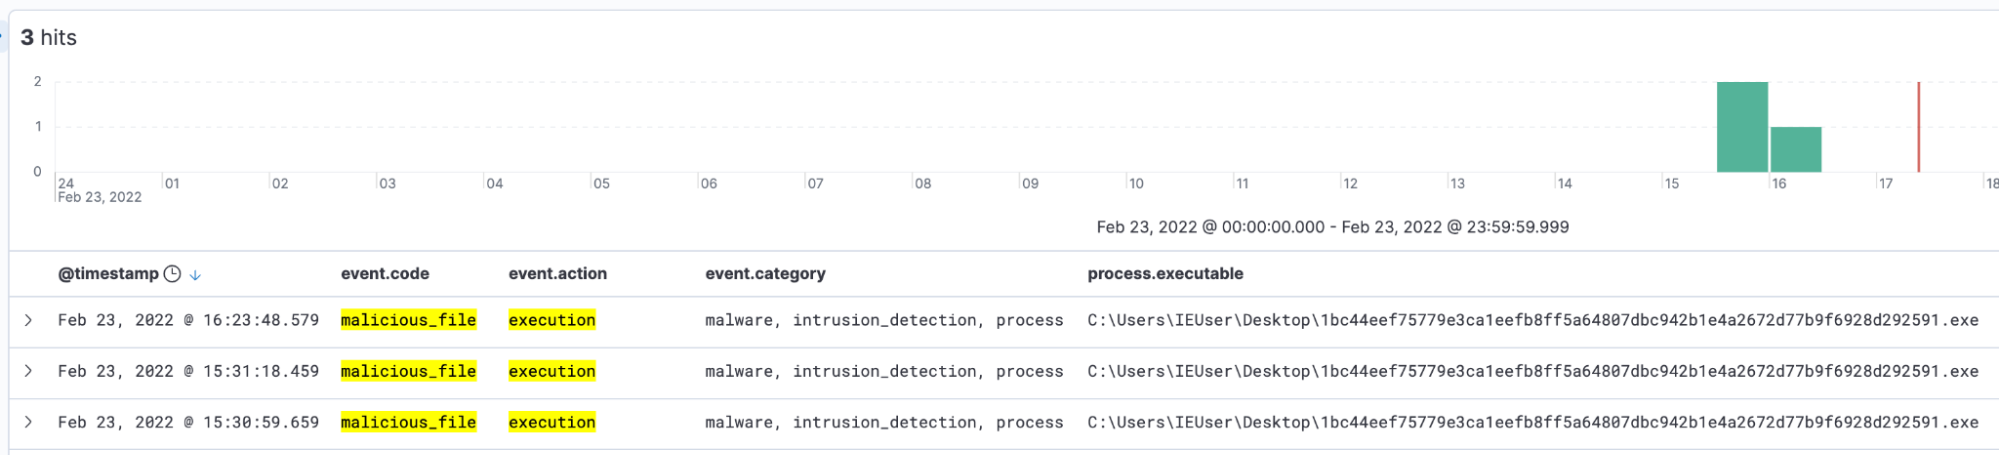 3 hits
2
1
0
24 01 02 03 04 05 06 07 08 09 10 11 12 13 14 15 16 17 18
Feb 23, 2022
Feb 23, 2022 @ 00:00:00.000 - Feb 23, 2022 @ 23:59:59.999
@timestamp event.code event.action event.category process.executable
Feb 23, 2022 @ 16:23:48.579 malicious_file execution malware, intrusion_detection, process C:\Users\IEUser\Desktop\1bc44eef75779e3ca1eefb8ff5a64807dbc942b1e4a2672d77b9f6928d292591.exe
Feb 23, 2022 @ 15:31:18.459 malicious_file execution malware, intrusion_detection, process C:\Users\IEUser\Desktop\1bc44eef75779e3ca1eefb8ff5a64807dbc942b1e4a2672d77b9f6928d292591.exe
Feb 23, 2022 @ 15:30:59.659 malicious_file execution malware, intrusion_detection, process C:\Users\IEUser\Desktop\1bc44eef75779e3ca1eefb8ff5a64807dbc942b1e4a2672d77b9f6928d292591.exe